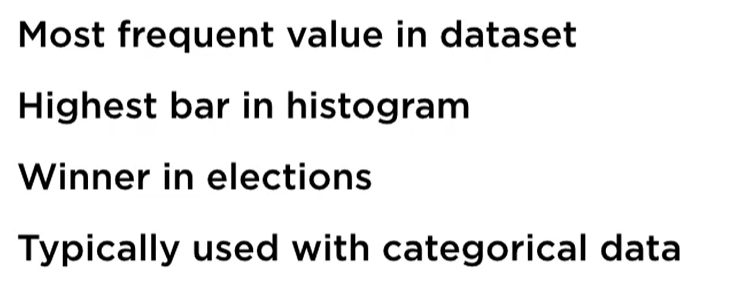 Most frequent value in dataset
Highest bar in histogram
Winner in elections
Typically used with categorical data